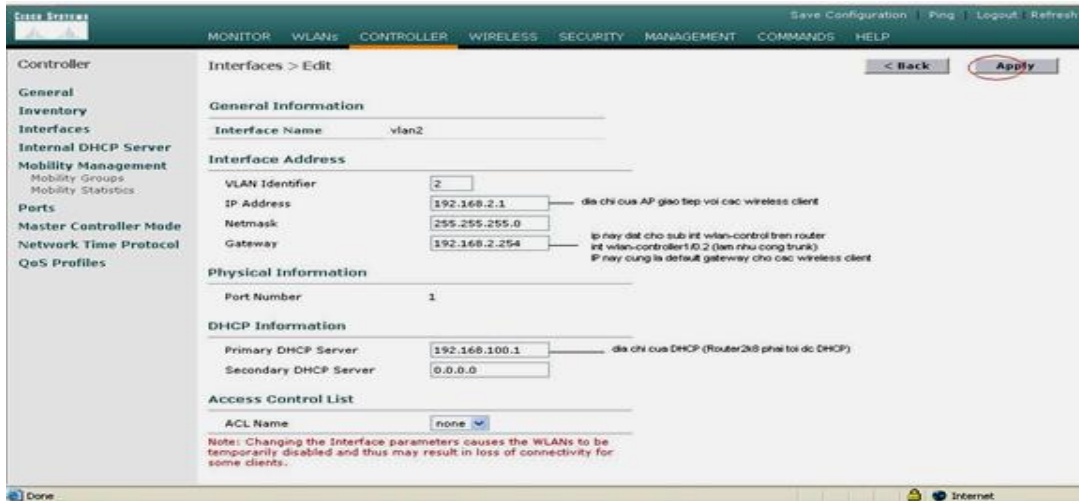 CISCO SYSTEMS
Save Configuration | Ping | Logout | Refresh
MONITOR WLANs CONTROLLER WIRELESS SECURITY MANAGEMENT COMMANDS HELP
Controller
General
Inventory
Interfaces
Internal DHCP Server
Mobility Management
Mobility Groups
Mobility Statistics
Ports
Master Controller Mode
Network Time Protocol
QoS Profiles
Interfaces > Edit
< Back
Apply
General Information
Interface Name vlan2
Interface Address
VLAN Identifier 2
IP Address 192.168.2.1 dia chi cua AP giao tiep voi cac wireless client
Netmask 255.255.255.0
Gateway 192.168.2.254
ip nay dat cho sub int wlan-control tren router
int wlan-controller1/0.2 (lam nhu cong trunk)
IP nay cung la default gateway cho cac wireless client
Physical Information
Port Number 1
DHCP Information
Primary DHCP Server 192.168.100.1 dia chi cua DHCP (Router2k8 phai toi dc DHCP)
Secondary DHCP Server 0.0.0.0
Access Control List
ACL Name none
Note: Changing the Interface parameters causes the WLANs to be
temporarily disabled and thus may result in loss of connectivity for
some clients.
Done
Internet